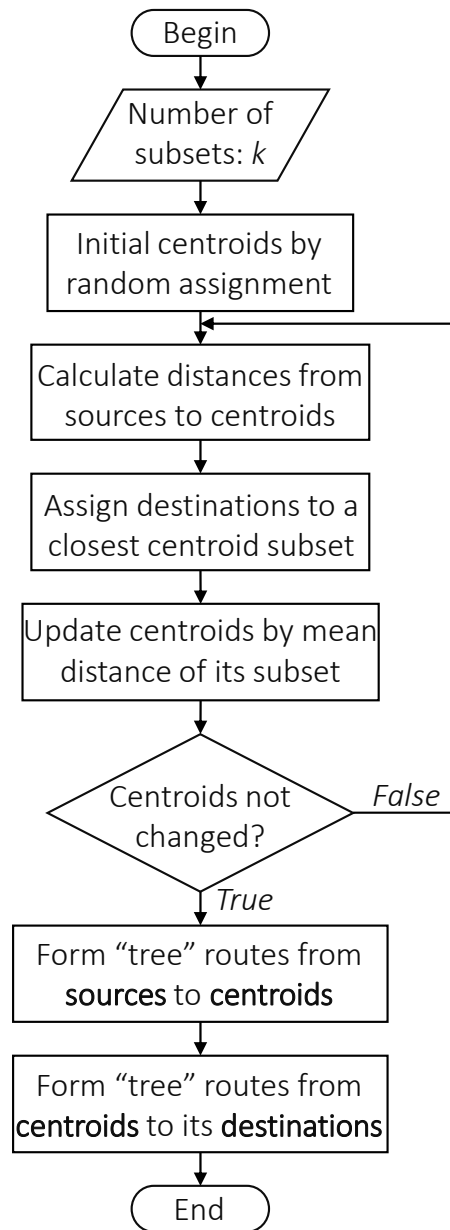 Begin
Number of
subsets: k
Initial centroids by
random assignment
Calculate distances from
sources to centroids
Assign destinations to a
closest centroid subset
Update centroids by mean
distance of its subset
Centroids not
changed?
False
True
Form “tree” routes from
sources to centroids
Form “tree” routes from
centroids to its destinations
End